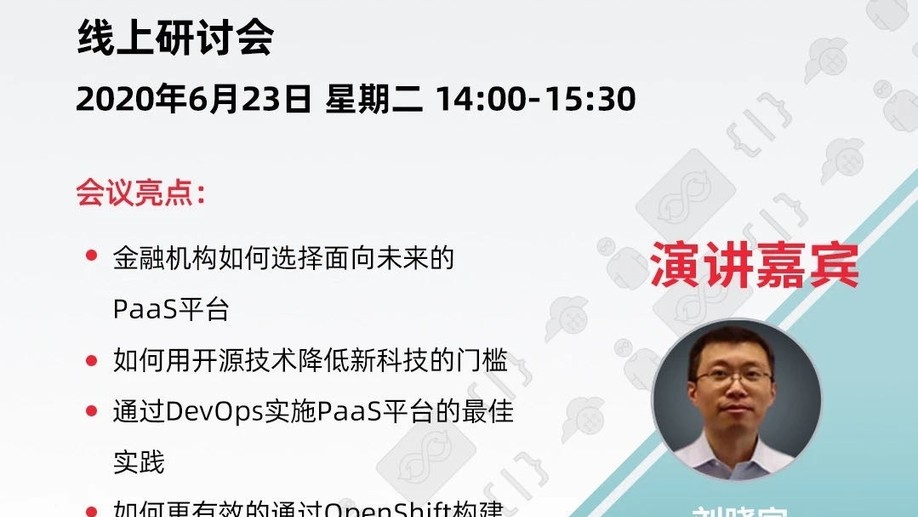 线上研讨会
2020年6月23日 星期二 14:00-15:30
会议亮点：
金融机构如何选择面向未来的
PaaS平台
如何用开源技术降低新科技的门槛
通过DevOps实施PaaS平台的最佳
实践
如何更有效的通过OpenShift构建
演讲嘉宾